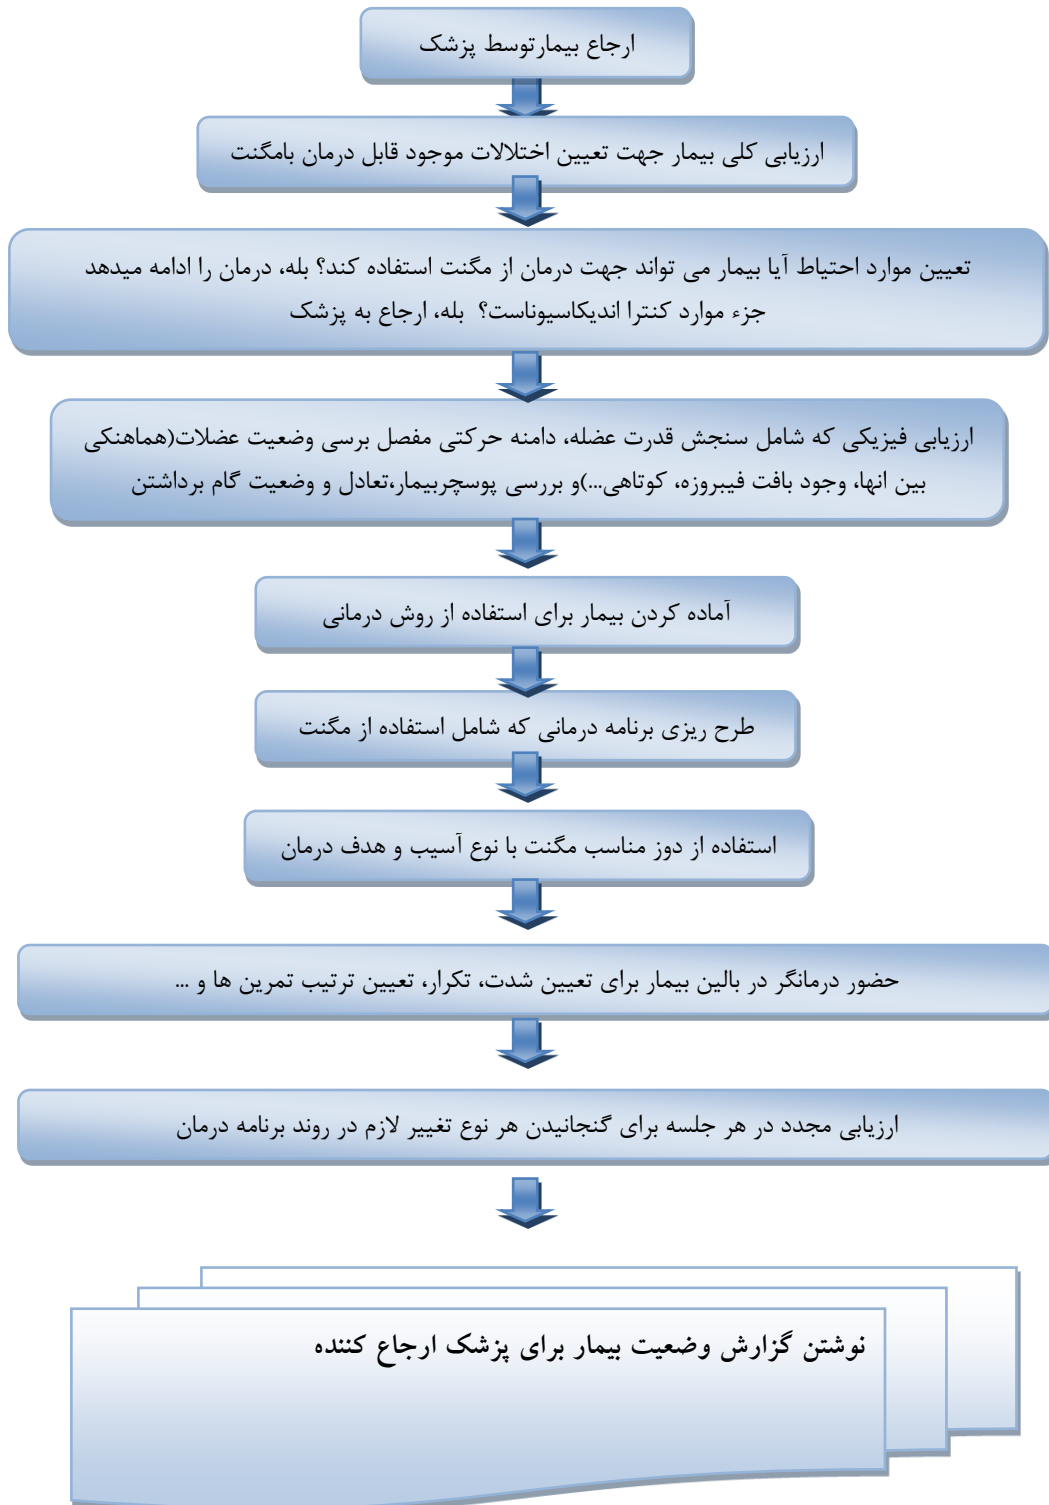 ارجاع بیمارتوسط پزشک
ارزیابی کلی بیمار جهت تعیین اختلالات موجود قابل درمان بامگنت
تعیین موارد احتیاط آیا بیمار می تواند جهت درمان از مگنت استفاده کند؟ بله، درمان را ادامه میدهد
جزء موارد کنترا اندیکاسیوناست؟ بله، ارجاع به پزشک
ارزیابی فیزیکی که شامل سنجش قدرت عضله، دامنه حرکتی مفصل برسی وضعیت عضلات(هماهنکی
بین انها، وجود بافت فیبروزه، کوتاهی...)و بررسی پوسچربیمار،تعادل و وضعیت گام برداشتن
آماده کردن بیمار برای استفاده از روش درمانی
طرح ریزی برنامه درمانی که شامل استفاده از مگنت
استفاده از دوز مناسب مگنت با نوع آسیب و هدف درمان
حضور درمانگر در بالین بیمار برای تعیین شدت، تکرار، تعیین ترتیب تمرین ها و ...
ارزیابی مجدد در هر جلسه برای گنجانیدن هر نوع تغییر لازم در روند برنامه درمان
نوشتن گزارش وضعیت بیمار برای پزشک ارجاع کننده